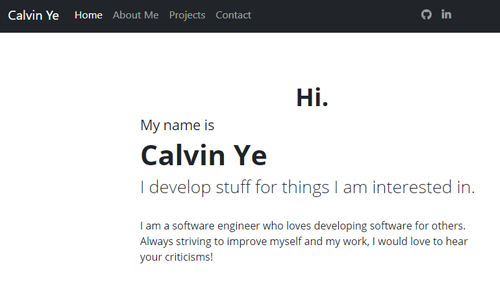 Calvin Ye Home About Me Projects Contact
Hi.
My name is
Calvin Ye
I develop stuff for things I am interested in.
I am a software engineer who loves developing software for others.
Always striving to improve myself and my work, I would love to hear
your criticisms!